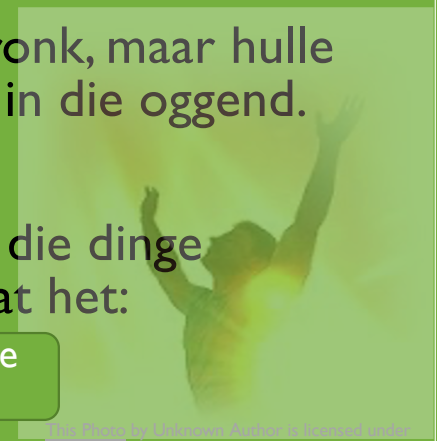 ronk, maar hulle
in die oggend.
die dinge
at het:
e
This Photo by Unknown Author is licensed under